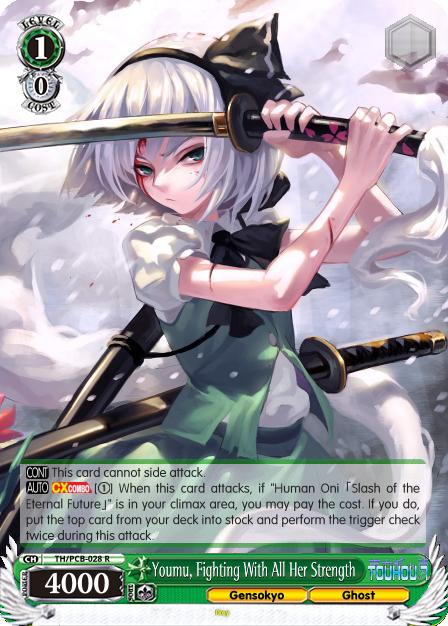 LEVEL
1
0
COST
CONT This card cannot side attack.
AUTO CXCOMBO [①] When this card attacks, if "Human Oni 「Slash of the
Eternal Future」" is in your climax area, you may pay the cost. If you do,
put the top card from your deck into stock and perform the trigger check
twice during this attack.
CH TH/PCB-028 R
Youmu, Fighting With All Her Strength
TOUHOU
POWER 4000 SOUL
Gensokyo Ghost